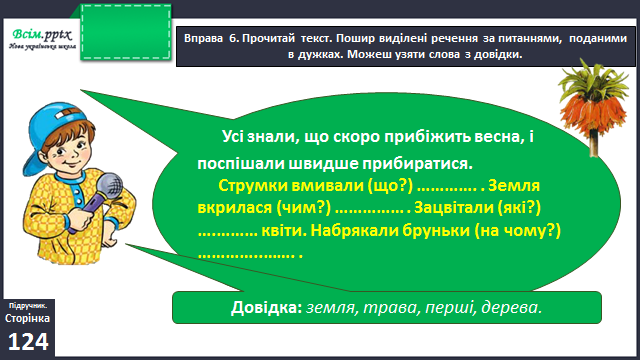 Всім.pptx
Нова українська школа
Вправа 6. Прочитай текст. Пошир виділені речення за питаннями, поданими
в дужках. Можеш узяти слова з довідки.
Усі знали, що скоро прибіжить весна, і
поспішали швидше прибиратися.
Струмки вмивали (що?) …………. . Земля
вкрилася (чим?) ……………. . Зацвітали (які?)
…………. квіти. Набрякали бруньки (на чому?)
…………………. .
Довідка: земля, трава, перші, дерева.
Підручник.
Сторінка
124